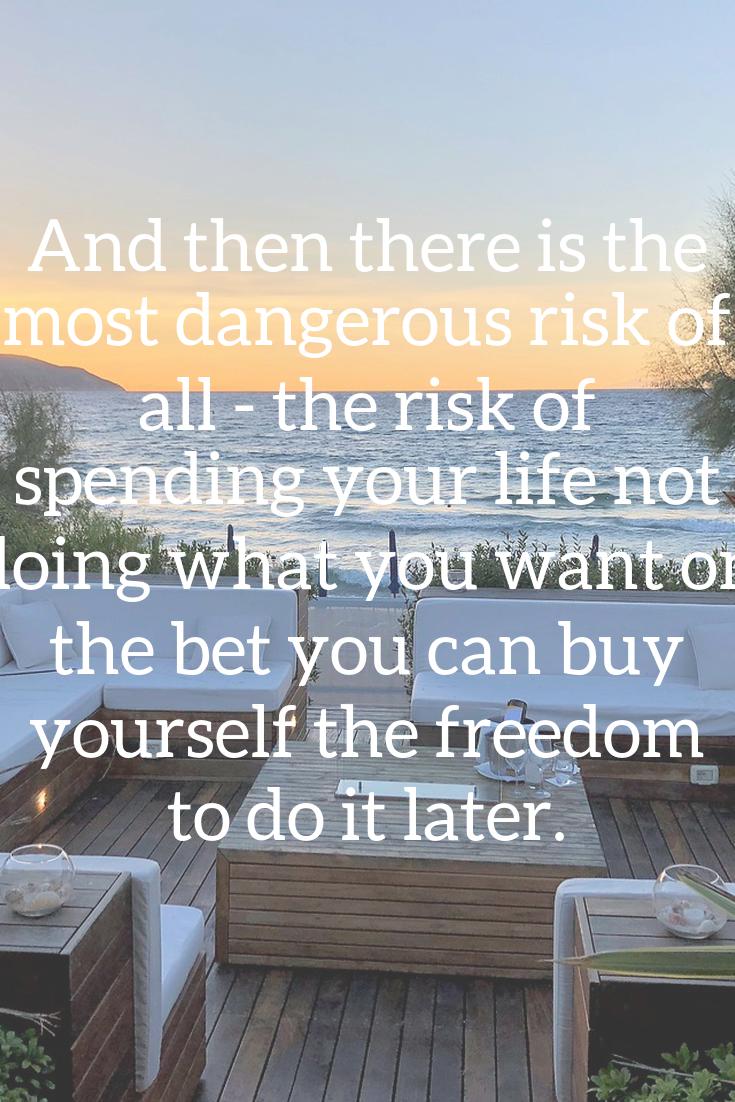 And then there is the
most dangerous risk of
all - the risk of
spending your life not
doing what you want on
the bet you can buy
yourself the freedom
to do it later.